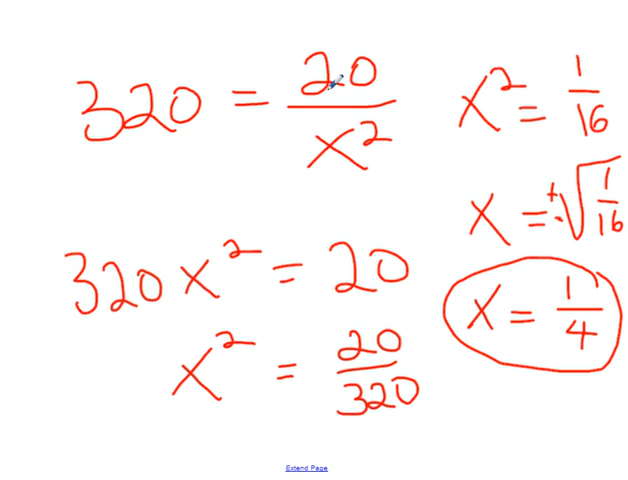 320 = 20/x²
320x² = 20
x² = 20/320
x² = 1/16
x = ±√(1/16)
x = 1/4
Extend Page